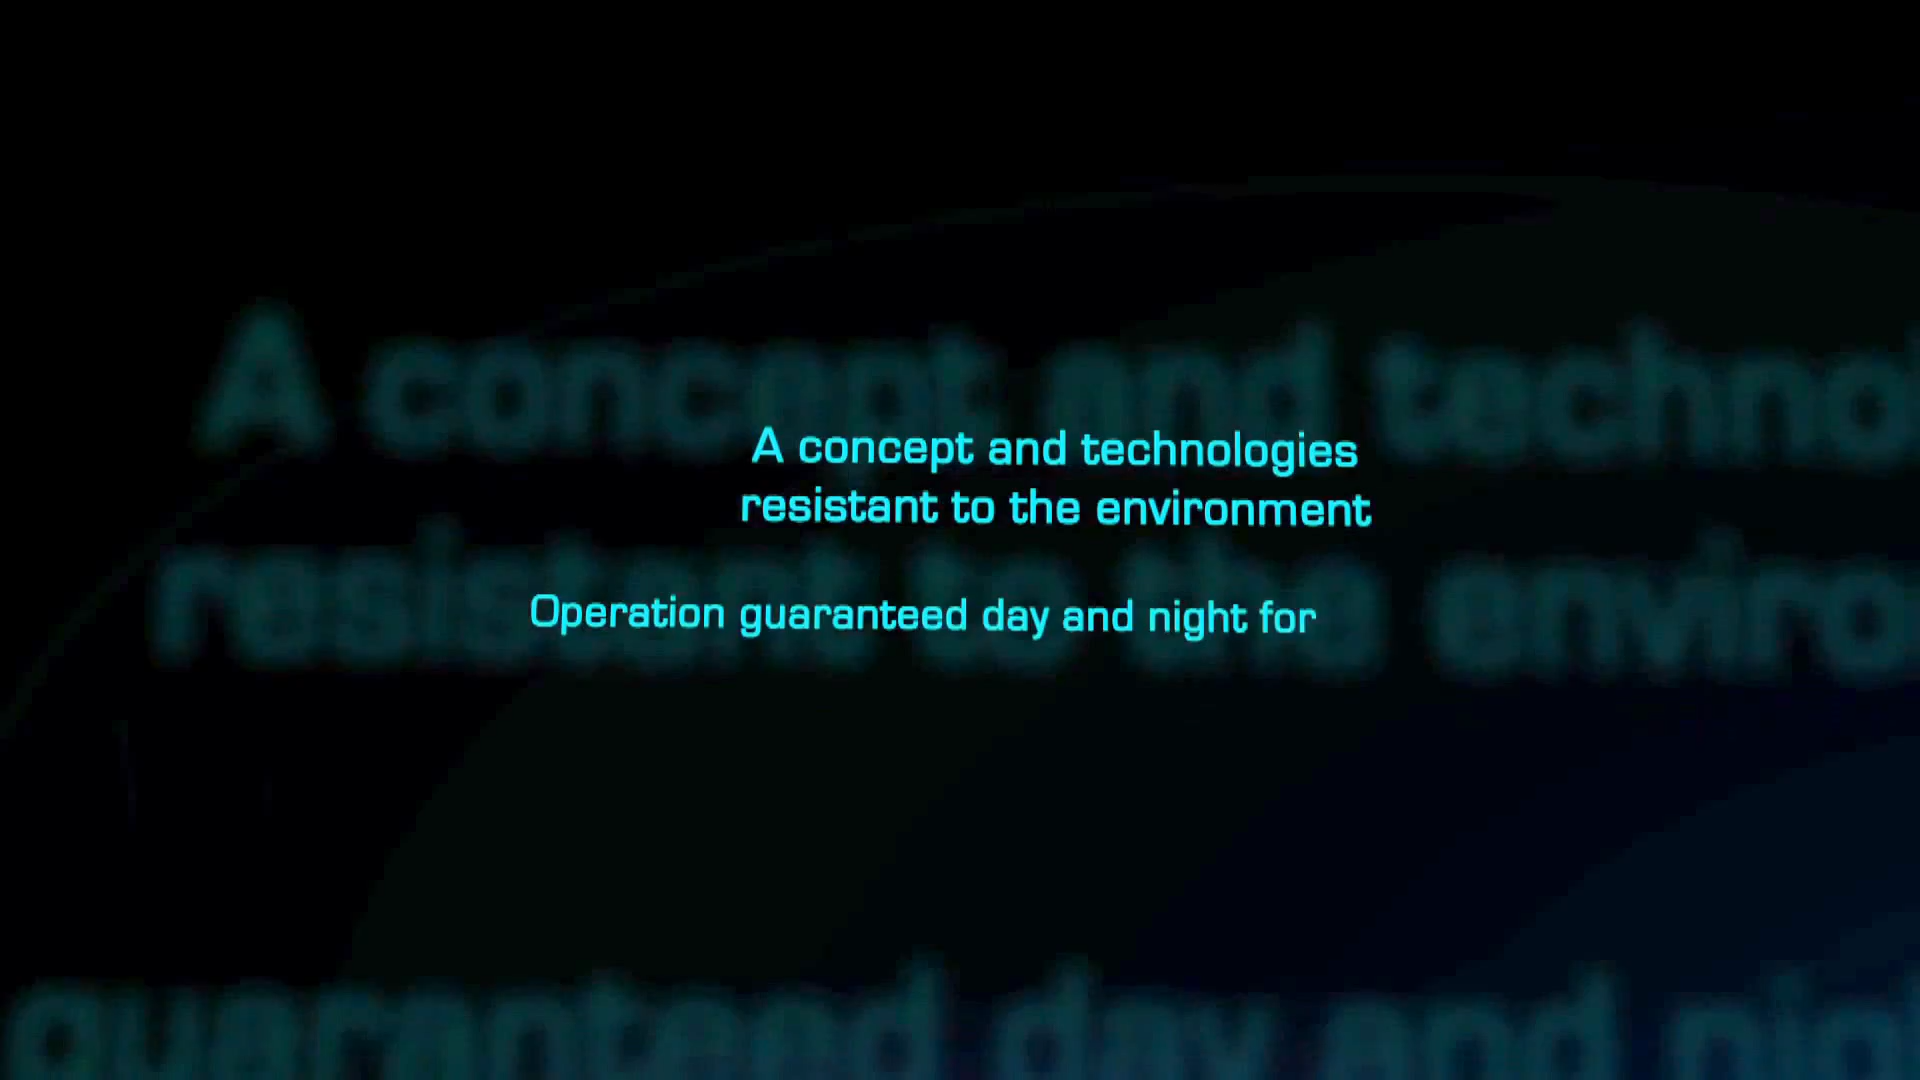 A concept and technologies
resistant to the environment
Operation guaranteed day and night for